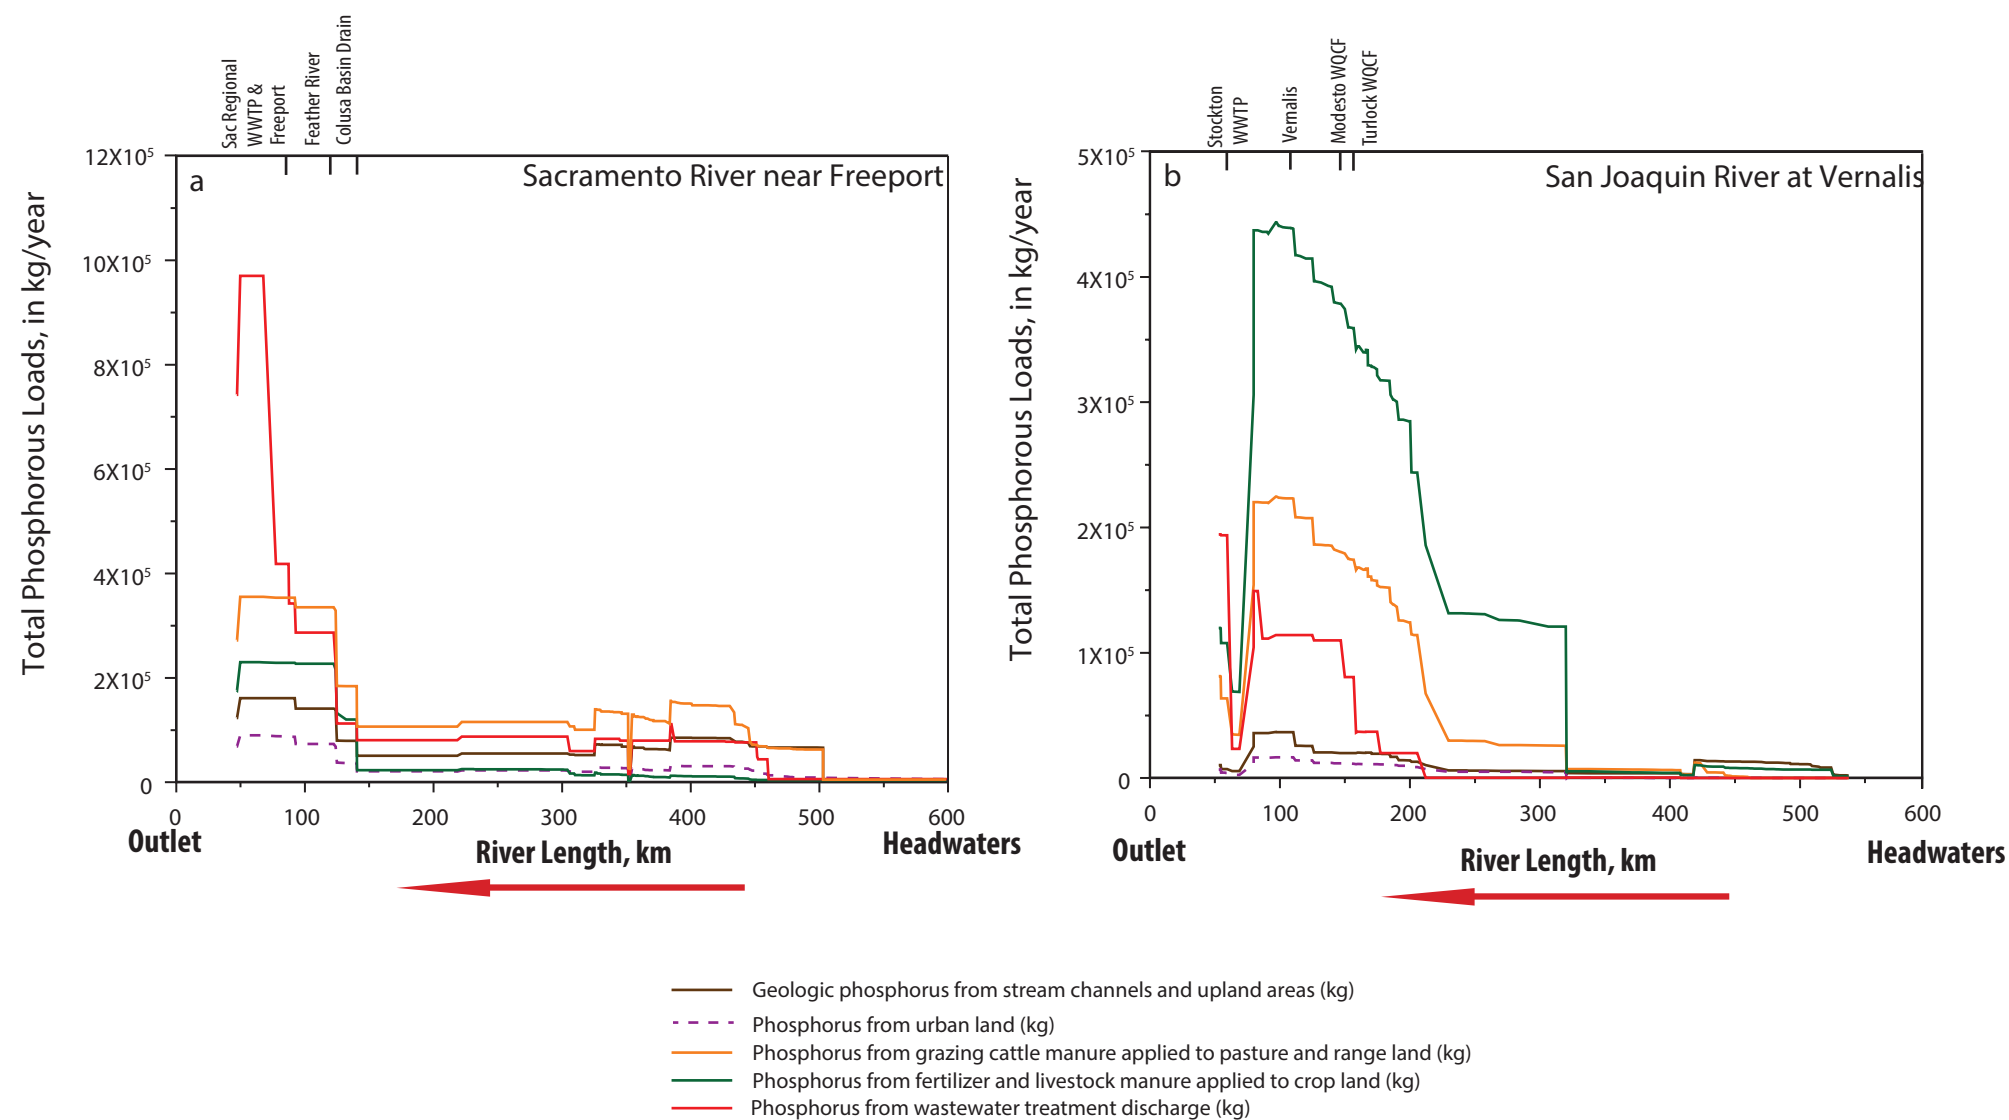 Sac Regional
WWTP &
Freeport
Feather River
Colusa Basin Drain
12X10⁵
10X10⁵
8X10⁵
6X10⁵
4X10⁵
2X10⁵
0
Total Phosphorous Loads, in kg/year
a
Sacramento River near Freeport
0 100 200 300 400 500 600
Outlet
River Length, km
Headwaters
Stockton
WWTP
Vernalis
Modesto WQCF
Turlock WQCF
5X10⁵
4X10⁵
3X10⁵
2X10⁵
1X10⁵
0
Total Phosphorous Loads, in kg/year
b
San Joaquin River at Vernalis
0 100 200 300 400 500 600
Outlet
River Length, km
Headwaters
Geologic phosphorus from stream channels and upland areas (kg)
Phosphorus from urban land (kg)
Phosphorus from grazing cattle manure applied to pasture and range land (kg)
Phosphorus from fertilizer and livestock manure applied to crop land (kg)
Phosphorus from wastewater treatment discharge (kg)